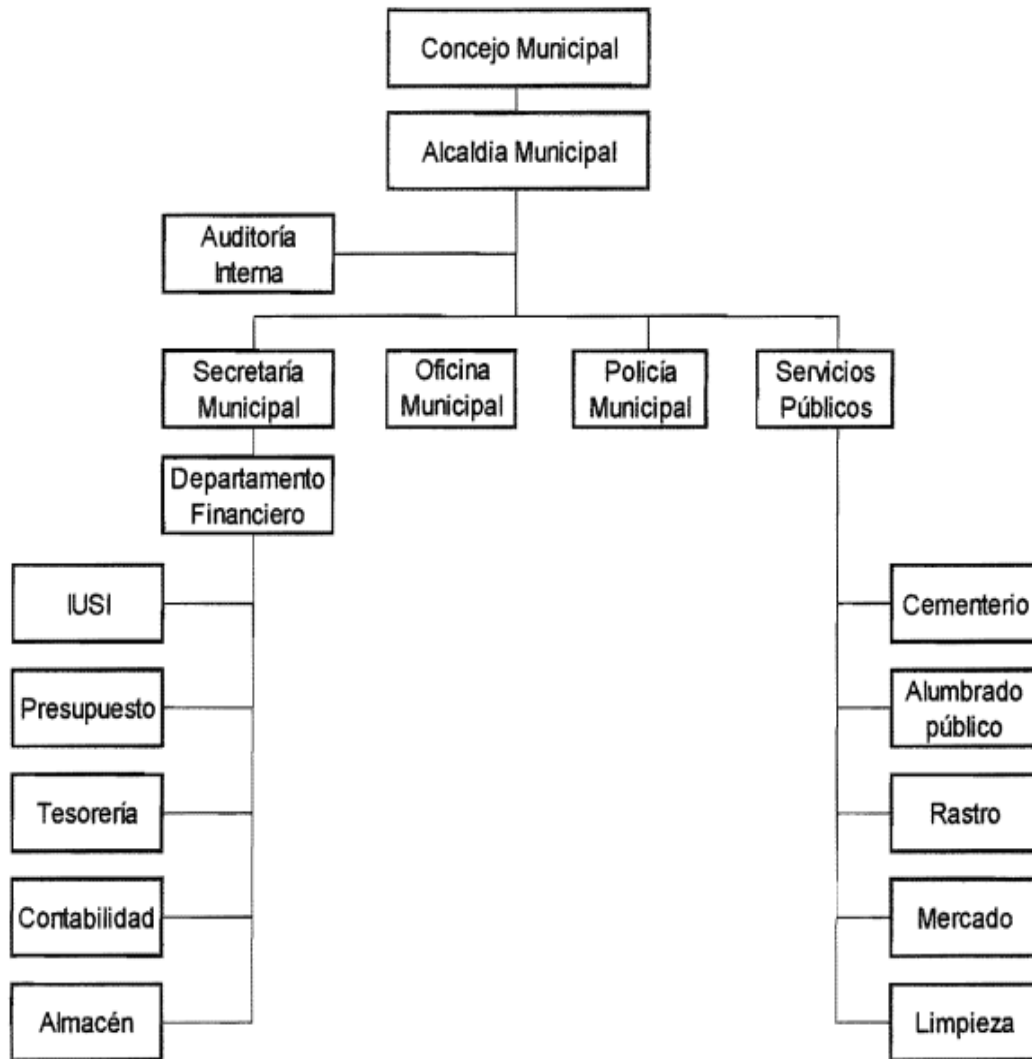 Concejo Municipal
Alcaldia Municipal
Auditoría
Interna
Secretaría
Municipal
Oficina
Municipal
Policía
Municipal
Servicios
Públicos
Departamento
Financiero
IUSI
Presupuesto
Tesorería
Contabilidad
Almacén
Cementerio
Alumbrado
público
Rastro
Mercado
Limpieza